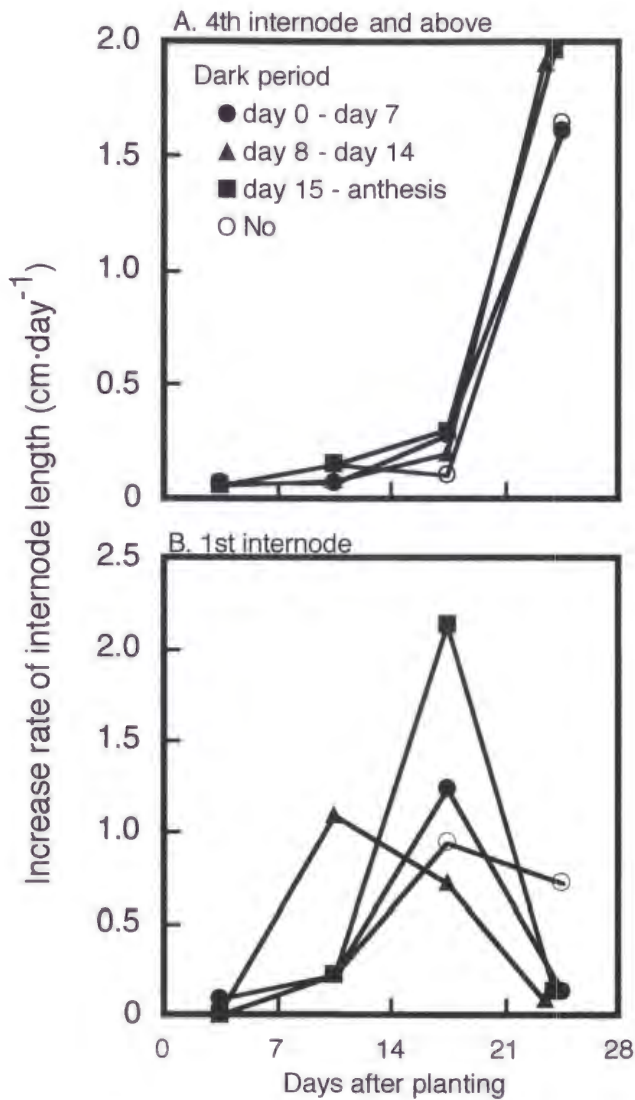 A. 4th internode and above
2.0
Dark period
day 0 - day 7
day 8 - day 14
1.5
day 15 - anthesis
No
1.0
0.5
0
Increase rate of internode length (cm·day⁻¹)
B. 1st internode
2.5
2.0
1.5
1.0
0.5
0
0 7 14 21 28
Days after planting